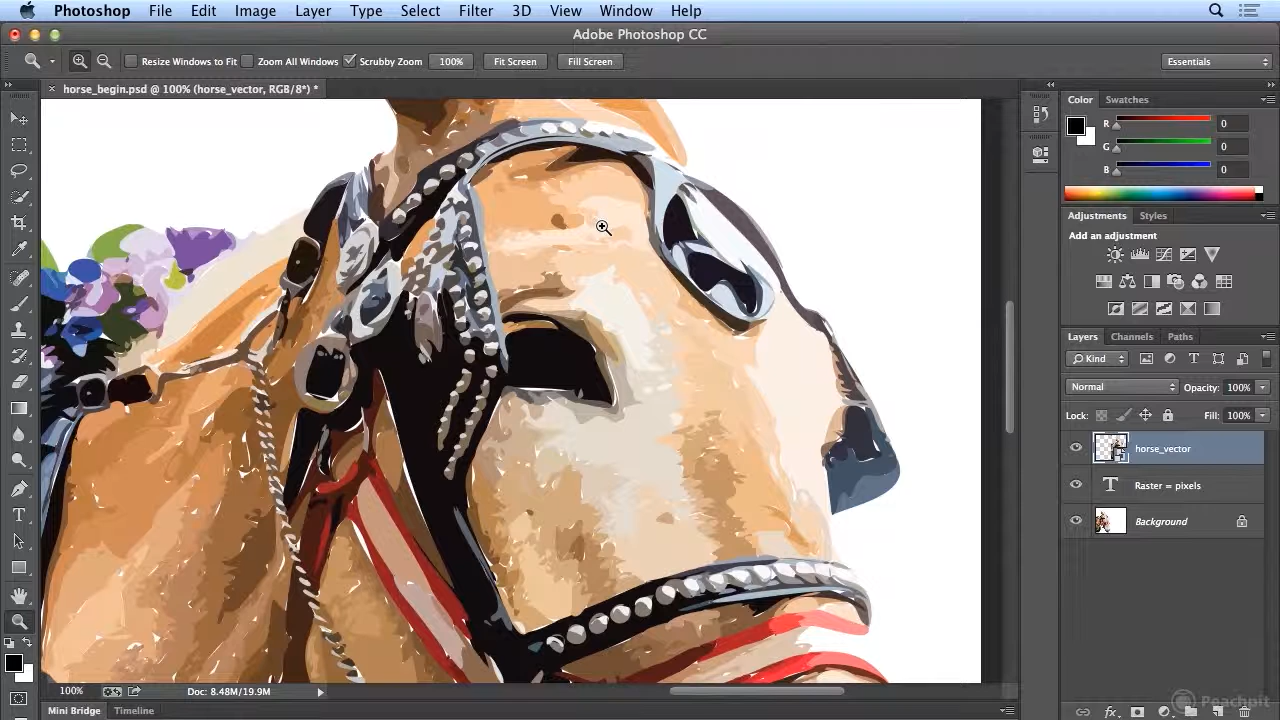 Photoshop File Edit Image Layer Type Select Filter 3D View Window Help
Adobe Photoshop CC
Resize Windows to Fit Zoom All Windows Scrubby Zoom 100% Fit Screen Fill Screen Essentials
horse_begin.psd @ 100% (horse_vector, RGB/8*) *
Color Swatches
R 0
G 0
B 0
Adjustments Styles
Add an adjustment
Layers Channels Paths
Kind
Normal Opacity: 100%
Lock: Fill: 100%
horse_vector
T Raster = pixels
Background
100% Doc: 8.48M/19.9M
Peachpit
Mini Bridge Timeline